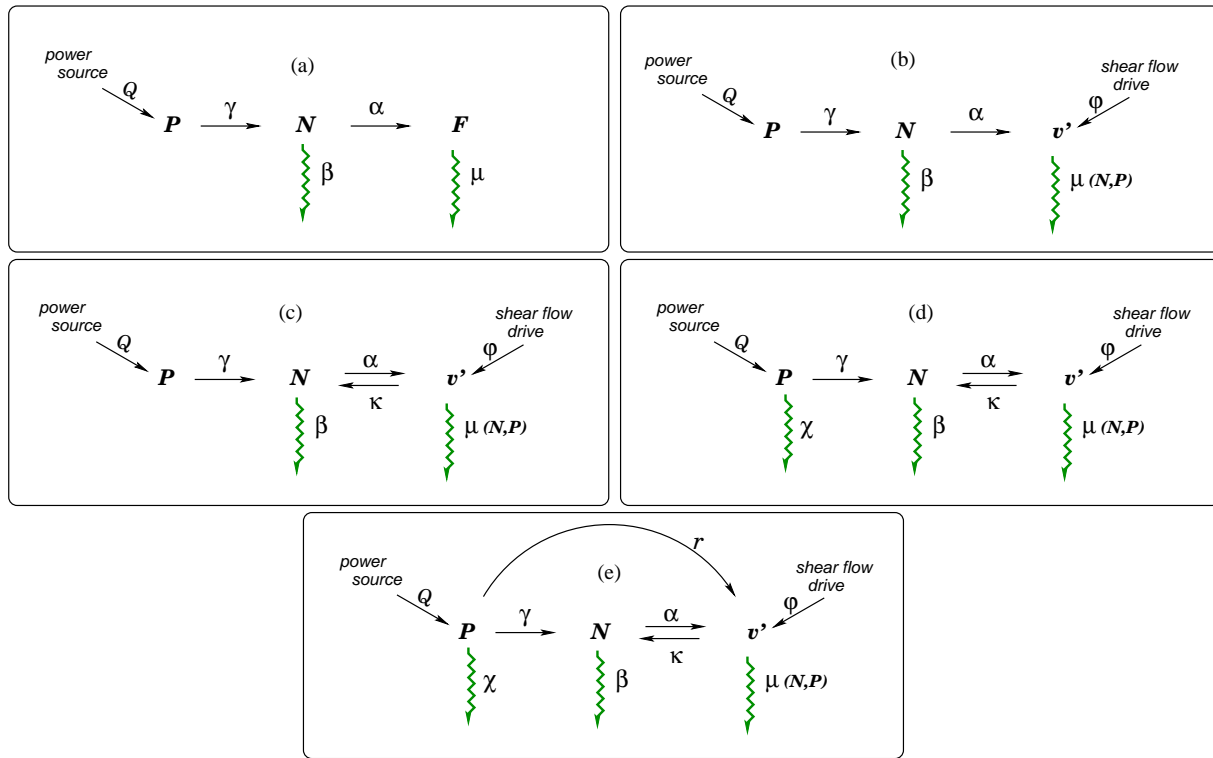 (a)
power
source
Q
P
γ
N
α
F
β
μ
(b)
power
source
Q
P
γ
N
α
v'
shear flow
drive
φ
β
μ (N,P)
(c)
power
source
Q
P
γ
N
α
κ
v'
shear flow
drive
φ
β
μ (N,P)
(d)
power
source
Q
P
γ
N
α
κ
v'
shear flow
drive
φ
χ
β
μ (N,P)
(e)
r
power
source
Q
P
γ
N
α
κ
v'
shear flow
drive
φ
χ
β
μ (N,P)